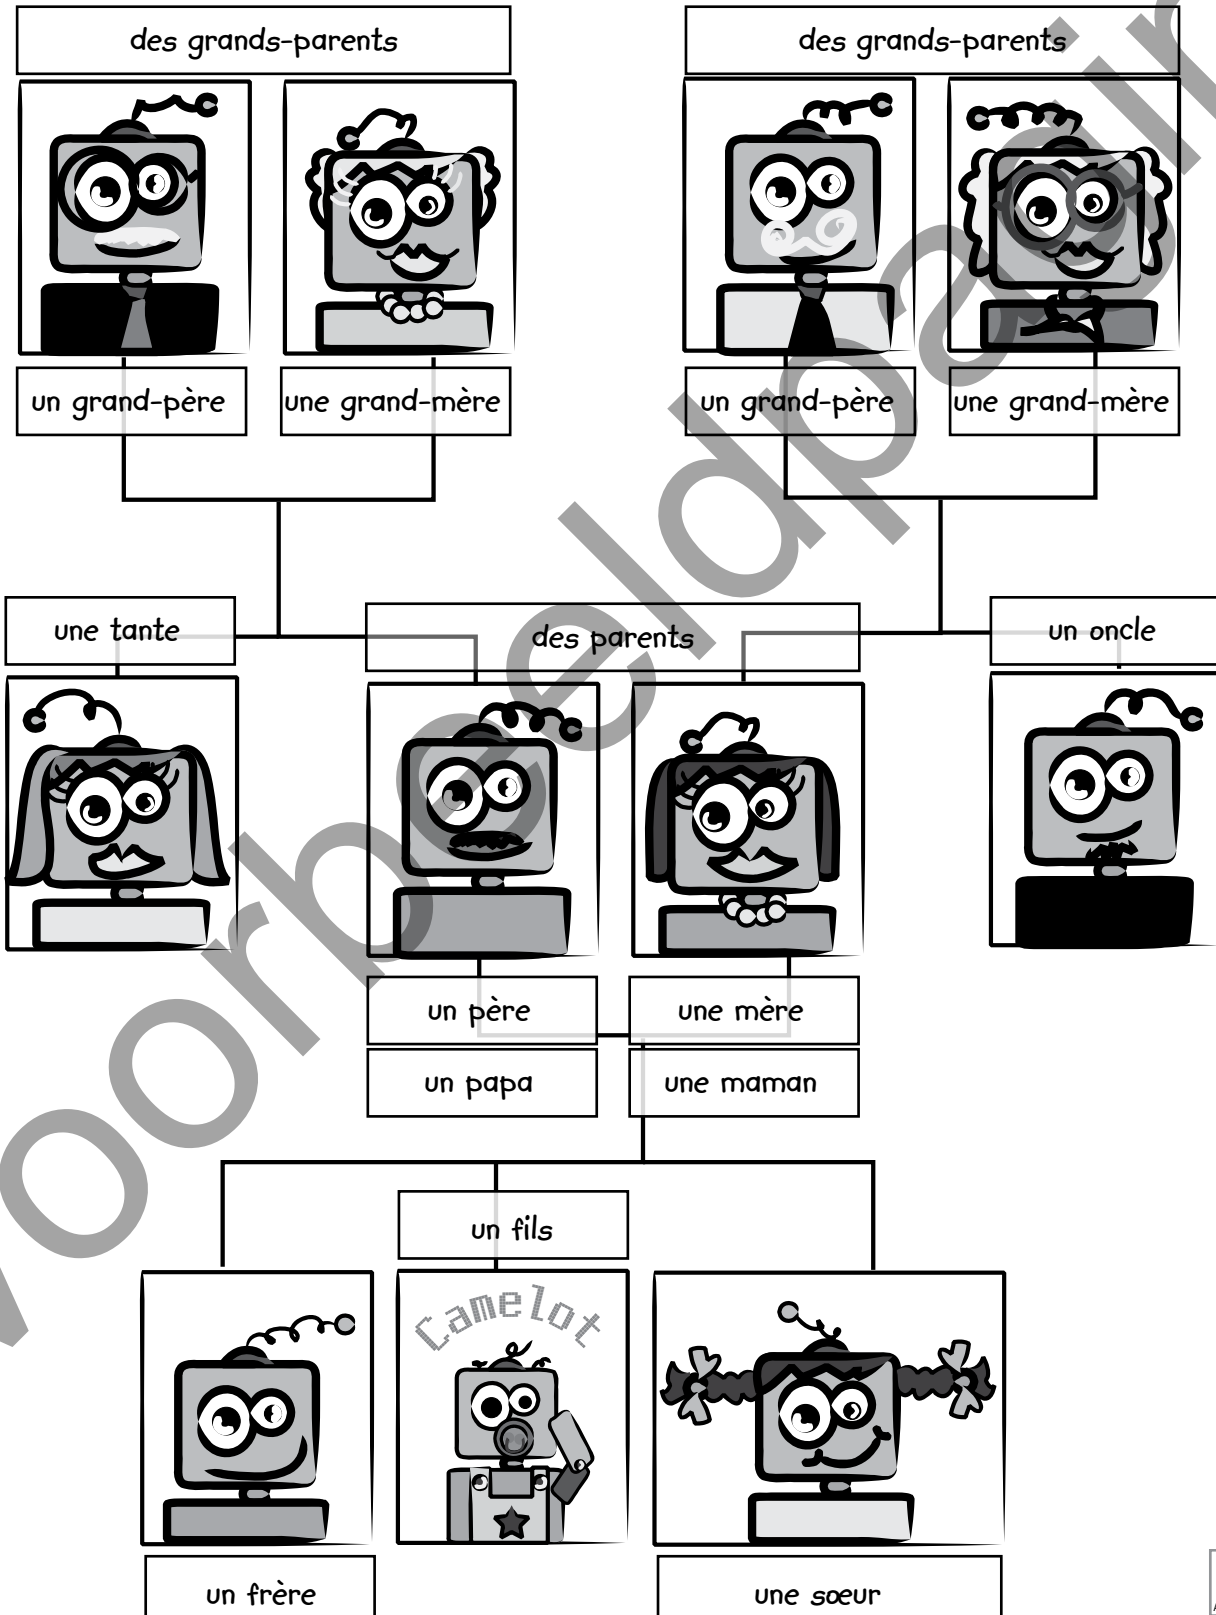 des grands-parents
des grands-parents
un grand-père
une grand-mère
un grand-père
une grand-mère
une tante
des parents
un oncle
un père
une mère
un papa
une maman
un fils
Camelot
un frère
une sœur
voorbeeldpagin